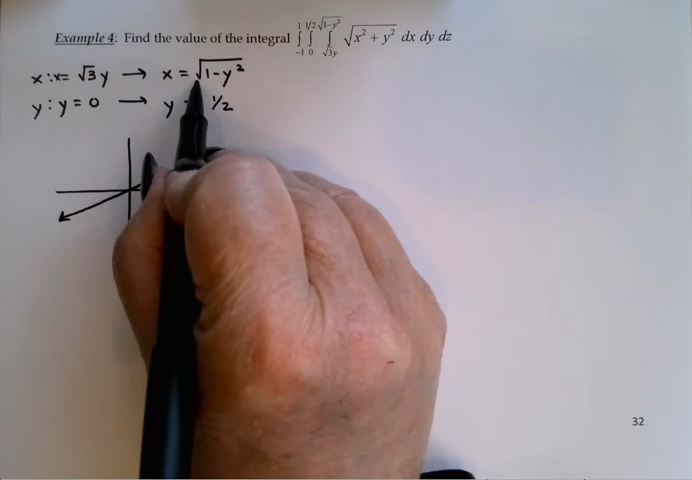 Example 4: Find the value of the integral ∫_{-1}^{1} ∫_{0}^{1/2} ∫_{√3y}^{√1-y²} √x² + y² dx dy dz
x : x = √3 y → x = √1-y²
y : y = 0 → y 1/2
32